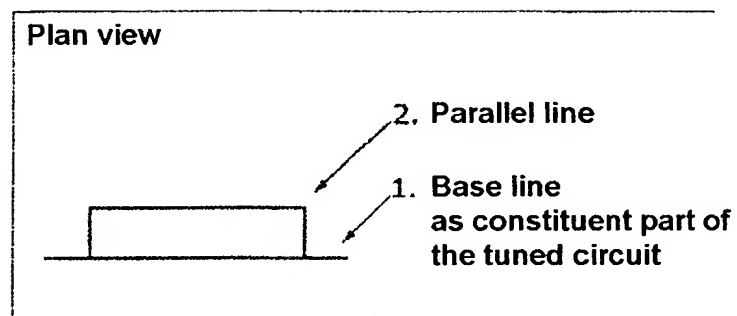 Plan view
2. Parallel line
1. Base line
as constituent part of
the tuned circuit